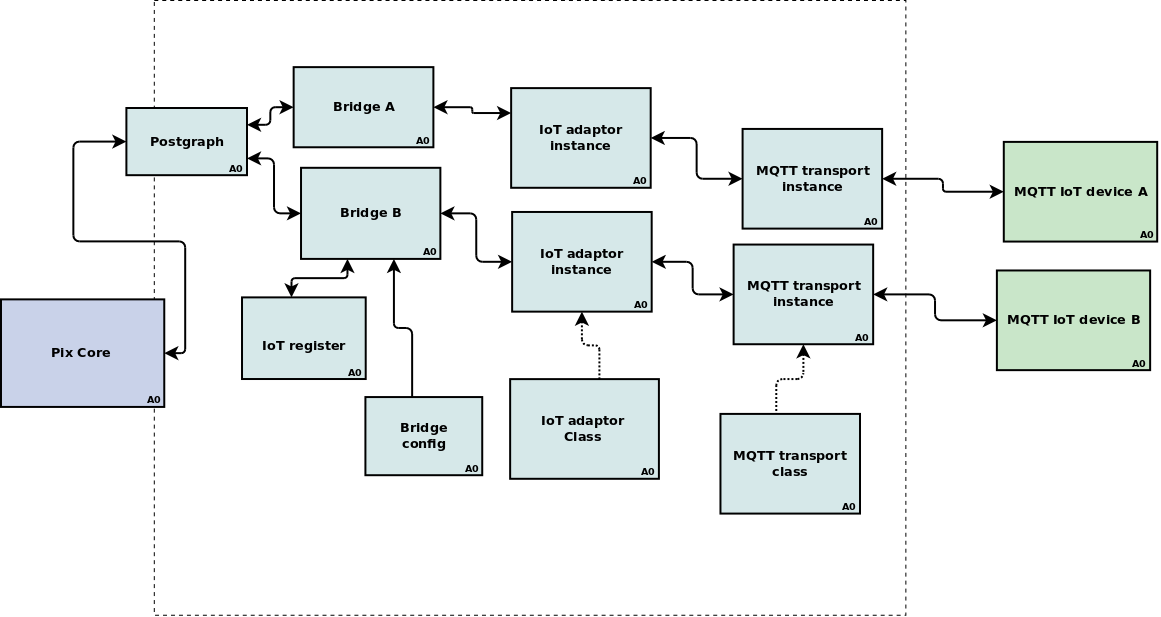 Bridge A
A0
Postgraph
A0
IoT adaptor
instance
A0
MQTT transport
instance
A0
MQTT IoT device A
A0
Bridge B
A0
IoT adaptor
instance
A0
MQTT transport
instance
A0
MQTT IoT device B
A0
Pix Core
A0
IoT register
A0
Bridge
config
A0
IoT adaptor
Class
A0
MQTT transport
class
A0